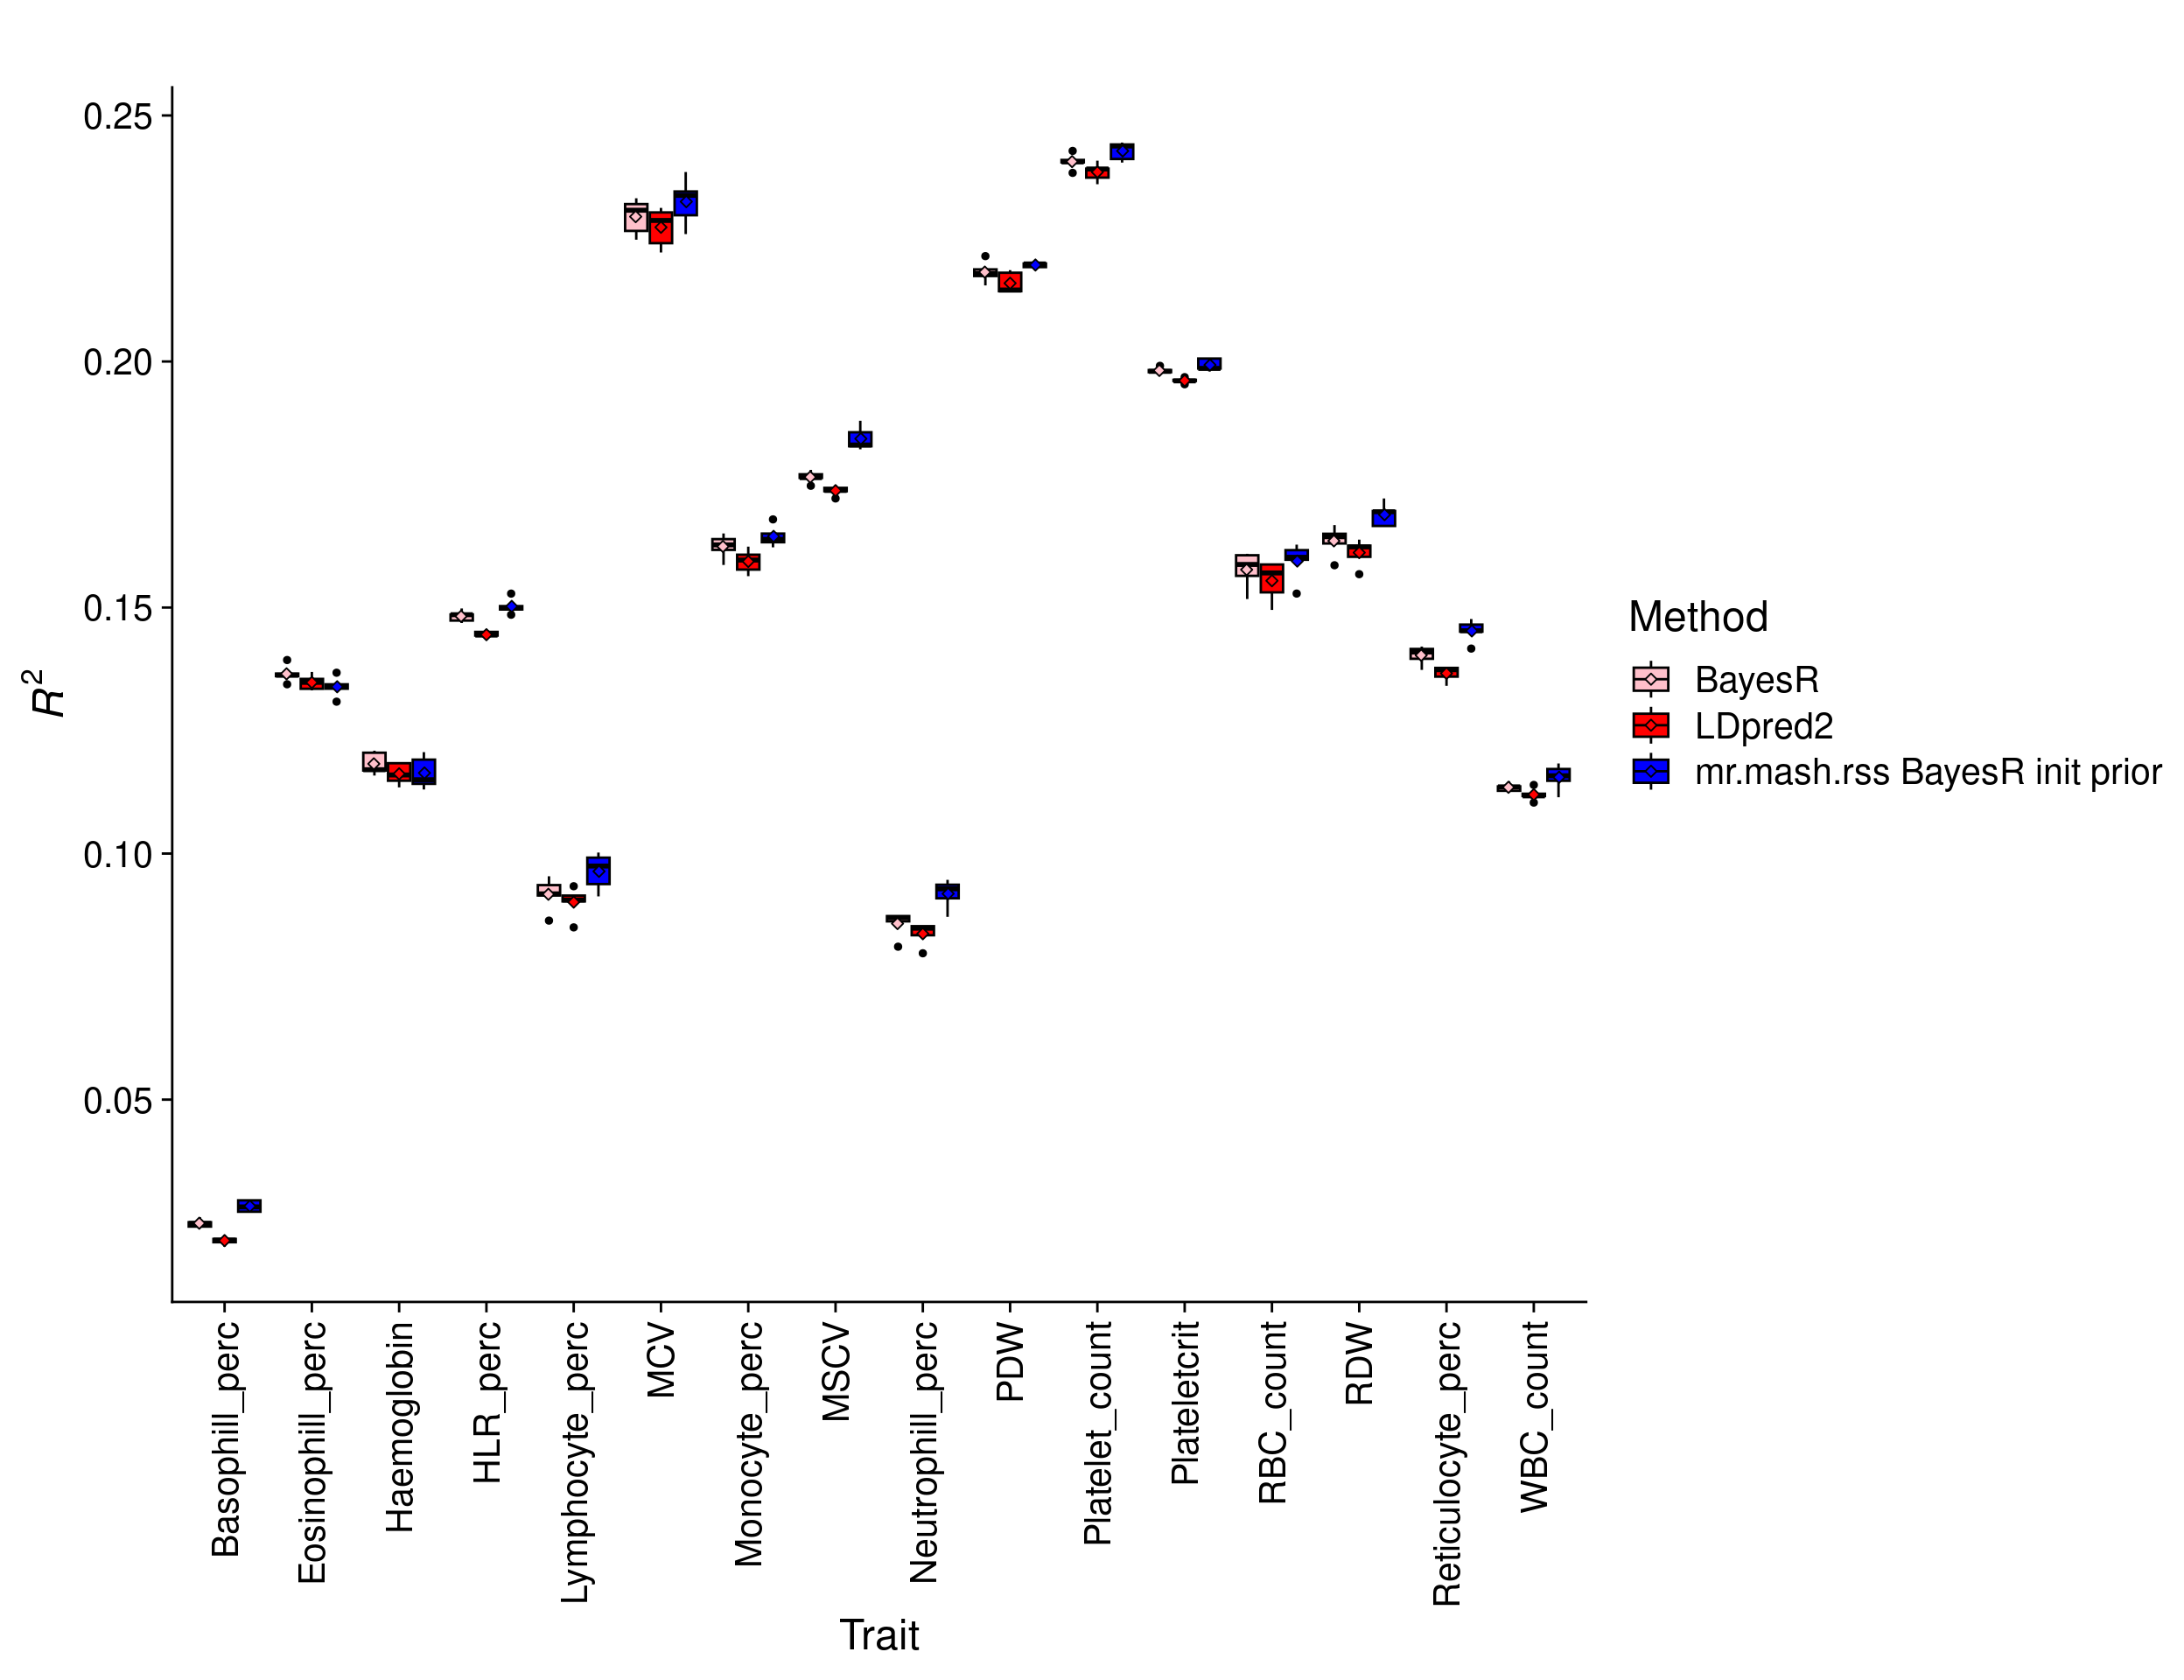 0.25
0.20
0.15
0.10
0.05
R²
Basophill_perc
Eosinophill_perc
Haemoglobin
HLR_perc
Lymphocyte_perc
MCV
Monocyte_perc
MSCV
Neutrophill_perc
PDW
Platelet_count
Plateletcrit
RBC_count
RDW
Reticulocyte_perc
WBC_count
Trait
Method
BayesR
LDpred2
mr.mash.rss BayesR init prior